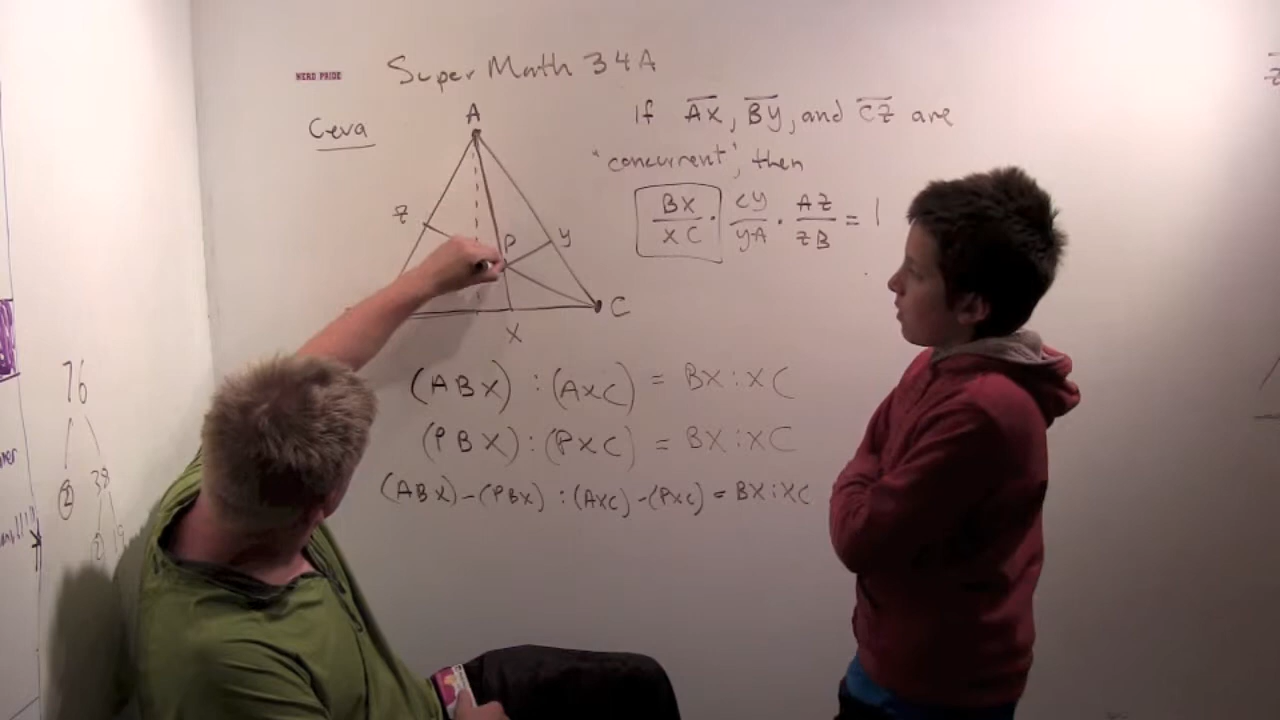 NERD PRIDE
Super Math 34A
Ceva
A
Z
P
Y
X
C
If AX, BY, and CZ are
"concurrent", then
BX/XC · CY/YA · AZ/ZB = 1
(ABX) : (AXC) = BX : XC
(PBX) : (PXC) = BX : XC
(ABX) - (PBX) : (AXC) - (PXC) = BX : XC
76
2 38
2 19